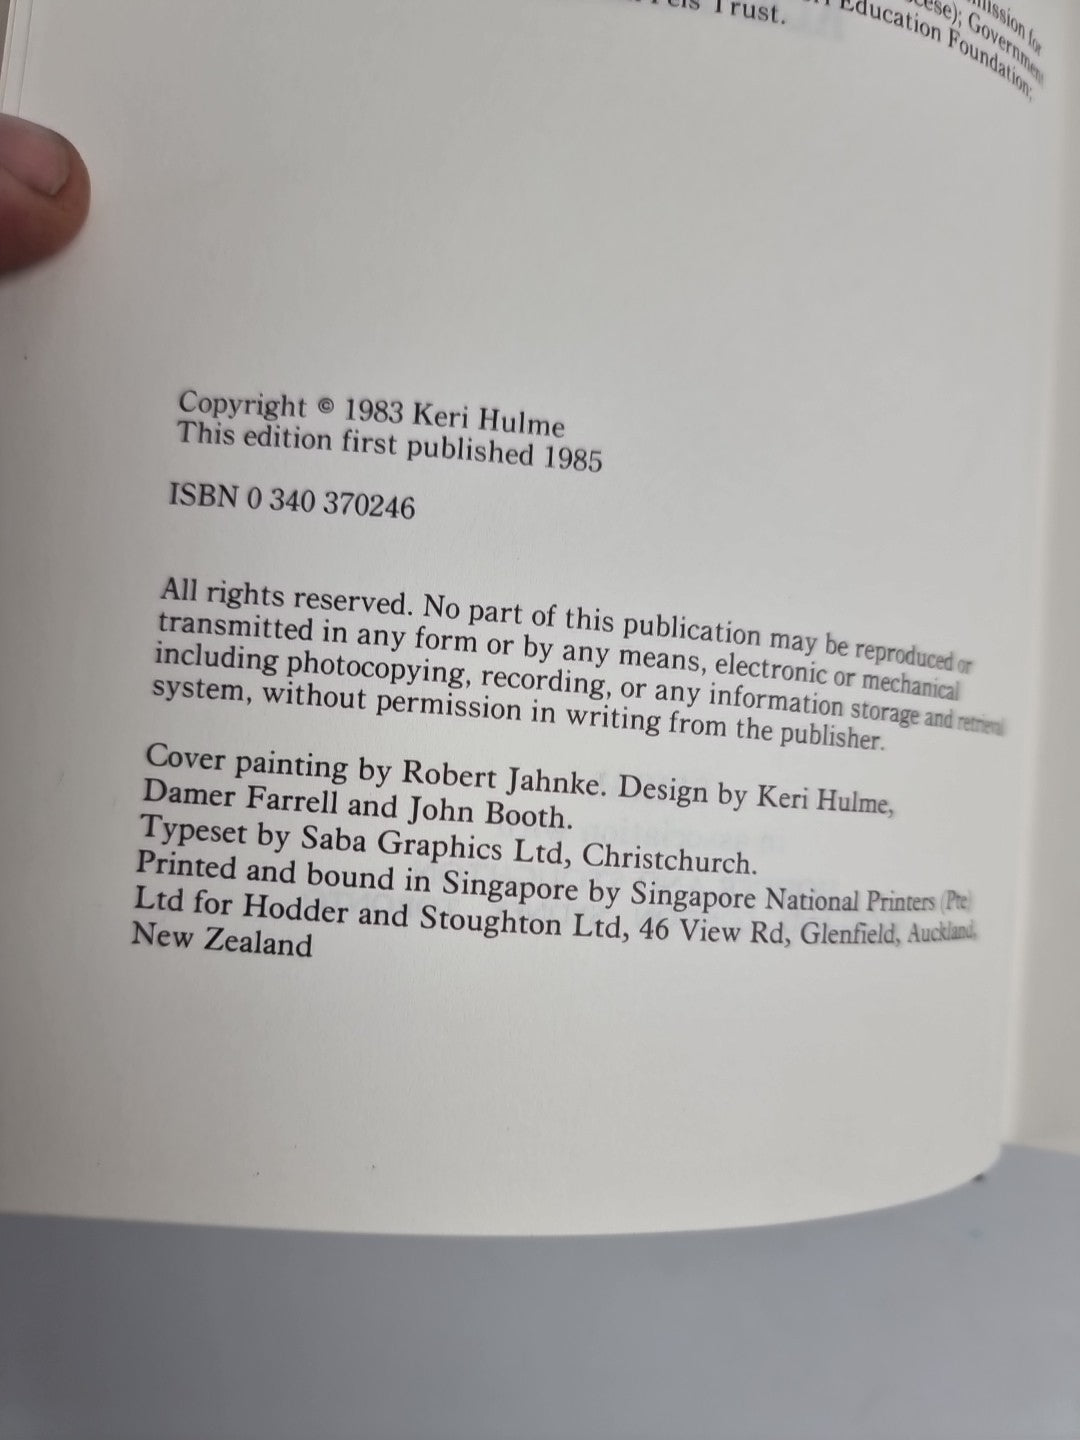 mission for
Government
Trust.
Education Foundation;
Copyright © 1983 Keri Hulme
This edition first published 1985
ISBN 0 340 370246
All rights reserved. No part of this publication may be reproduced or
transmitted in any form or by any means, electronic or mechanical
including photocopying, recording, or any information storage and retrieval
system, without permission in writing from the publisher.
Cover painting by Robert Jahnke. Design by Keri Hulme,
Damer Farrell and John Booth.
Typeset by Saba Graphics Ltd, Christchurch.
Printed and bound in Singapore by Singapore National Printers (Pte)
Ltd for Hodder and Stoughton Ltd, 46 View Rd, Glenfield, Auckland,
New Zealand